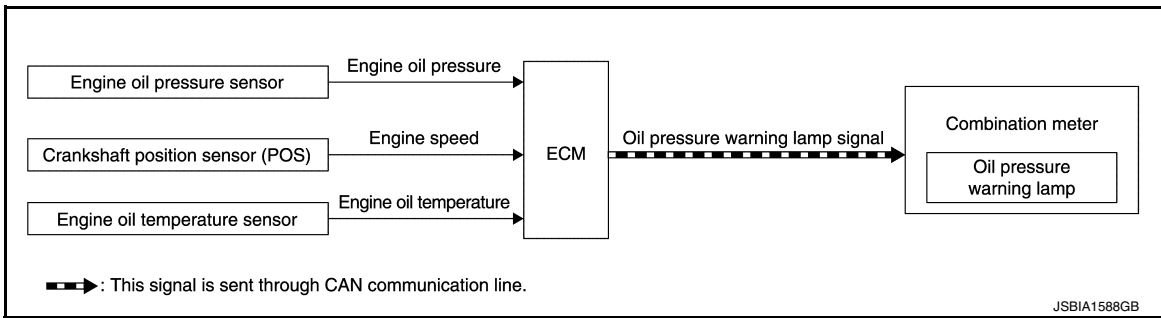 Engine oil pressure sensor
Engine oil pressure
Crankshaft position sensor (POS)
Engine speed
Engine oil temperature sensor
Engine oil temperature
ECM
Oil pressure warning lamp signal
Combination meter
Oil pressure
warning lamp
: This signal is sent through CAN communication line.
JSBIA1588GB